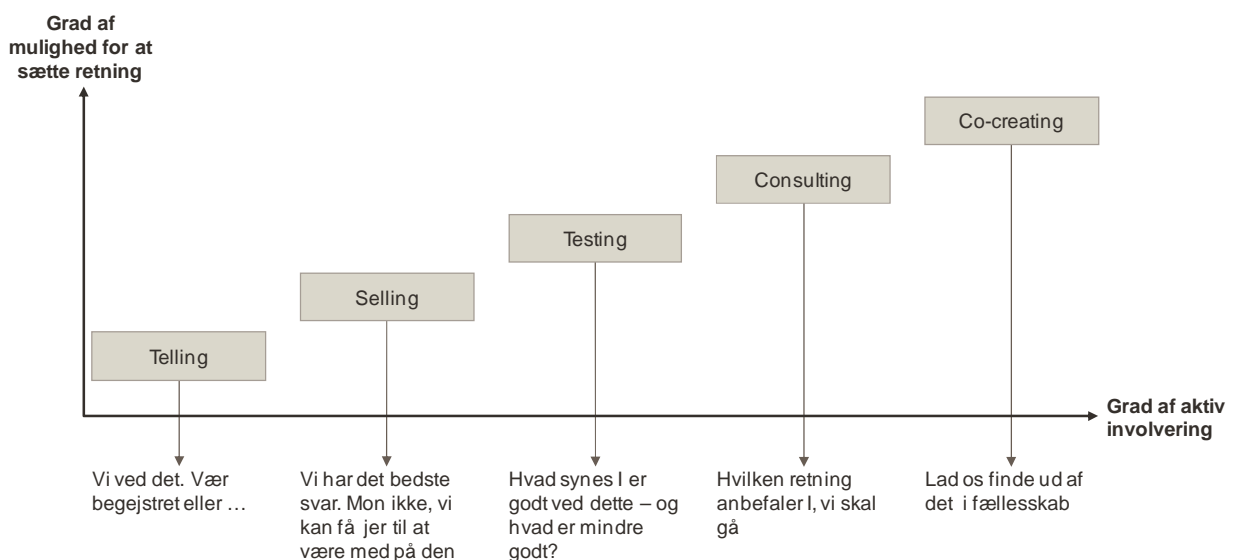 Grad af
mulighed for at
sætte retning
Co-creating
Consulting
Testing
Selling
Telling
Grad af aktiv
involvering
Vi ved det. Vær
begejstret eller …
Vi har det bedste
svar. Mon ikke, vi
kan få jer til at
være med på den
Hvad synes I er
godt ved dette – og
hvad er mindre
godt?
Hvilken retning
anbefaler I, vi skal
gå
Lad os finde ud af
det i fællesskab